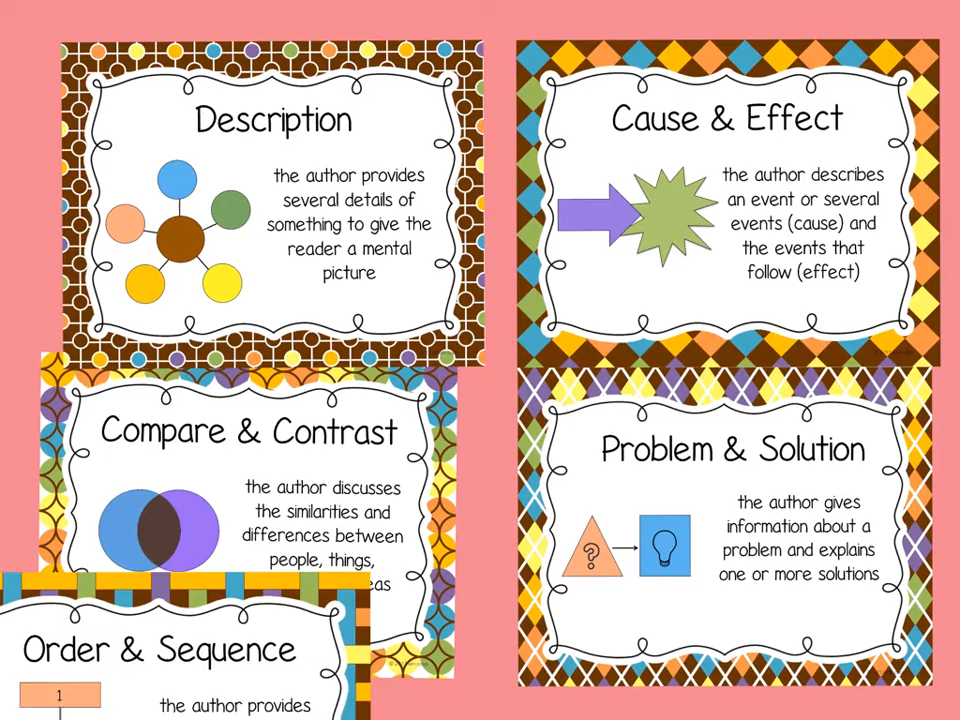 Description
the author provides
several details of
something to give the
reader a mental
picture
Cause & Effect
the author describes
an event or several
events (cause) and
the events that
follow (effect)
Compare & Contrast
the author discusses
the similarities and
differences between
people, things,
Problem & Solution
?
the author gives
information about a
problem and explains
one or more solutions
Order & Sequence
1
the author provides